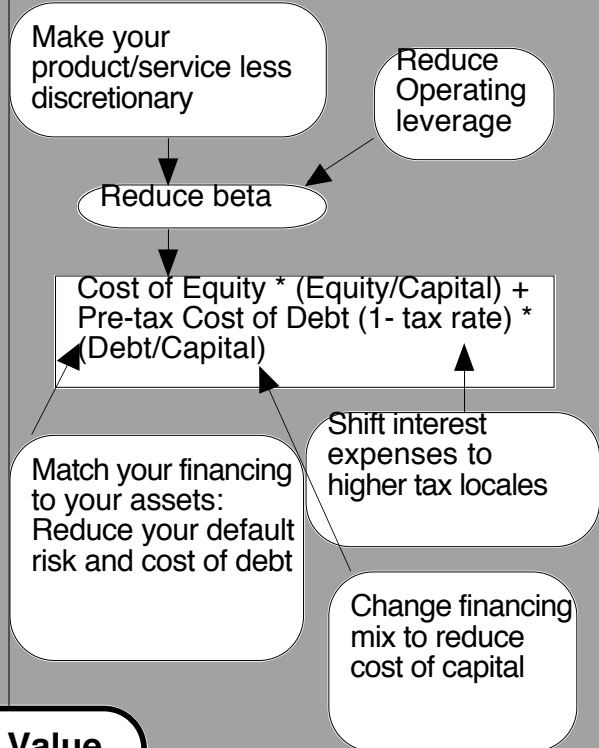 Make your
product/service less
discretionary
Reduce
Operating
leverage
Reduce beta
Cost of Equity * (Equity/Capital) +
Pre-tax Cost of Debt (1- tax rate) *
(Debt/Capital)
Shift interest
expenses to
higher tax locales
Match your financing
to your assets:
Reduce your default
risk and cost of debt
Change financing
mix to reduce
cost of capital
Value